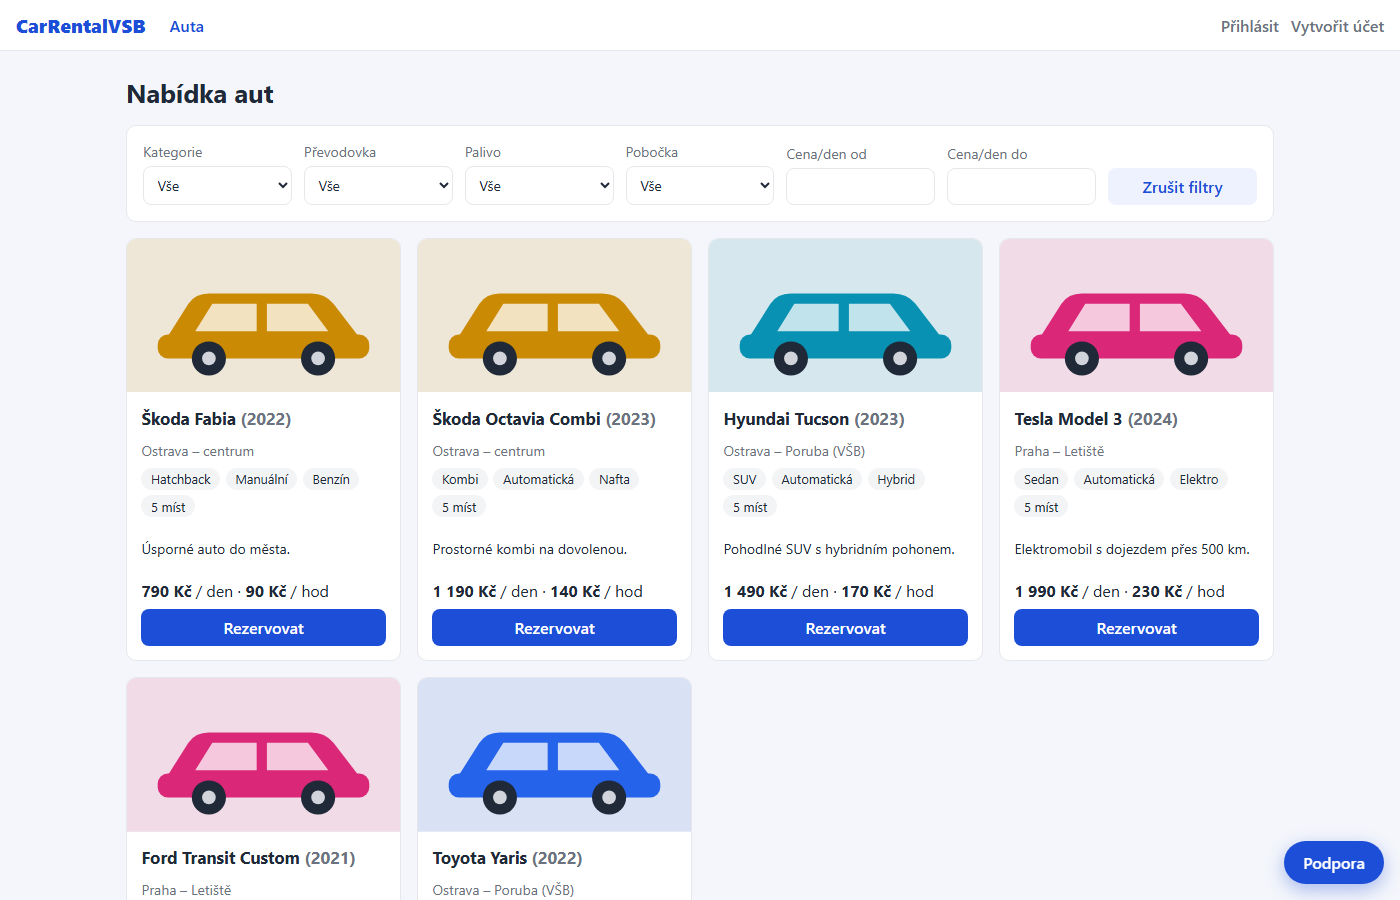 CarRentalVSB Auta Přihlásit Vytvořit účet
Nabídka aut
Kategorie Převodovka Palivo Pobočka Cena/den od Cena/den do
Vše Vše Vše Vše Zrušit filtry
Škoda Fabia (2022)
Ostrava – centrum
Hatchback Manuální Benzín
5 míst
Úsporné auto do města.
790 Kč / den · 90 Kč / hod
Rezervovat
Škoda Octavia Combi (2023)
Ostrava – centrum
Kombi Automatická Nafta
5 míst
Prostorné kombi na dovolenou.
1 190 Kč / den · 140 Kč / hod
Rezervovat
Hyundai Tucson (2023)
Ostrava – Poruba (VŠB)
SUV Automatická Hybrid
5 míst
Pohodlné SUV s hybridním pohonem.
1 490 Kč / den · 170 Kč / hod
Rezervovat
Tesla Model 3 (2024)
Praha – Letiště
Sedan Automatická Elektro
5 míst
Elektromobil s dojezdem přes 500 km.
1 990 Kč / den · 230 Kč / hod
Rezervovat
Ford Transit Custom (2021)
Praha – Letiště
Toyota Yaris (2022)
Ostrava – Poruba (VŠB)
Podpora